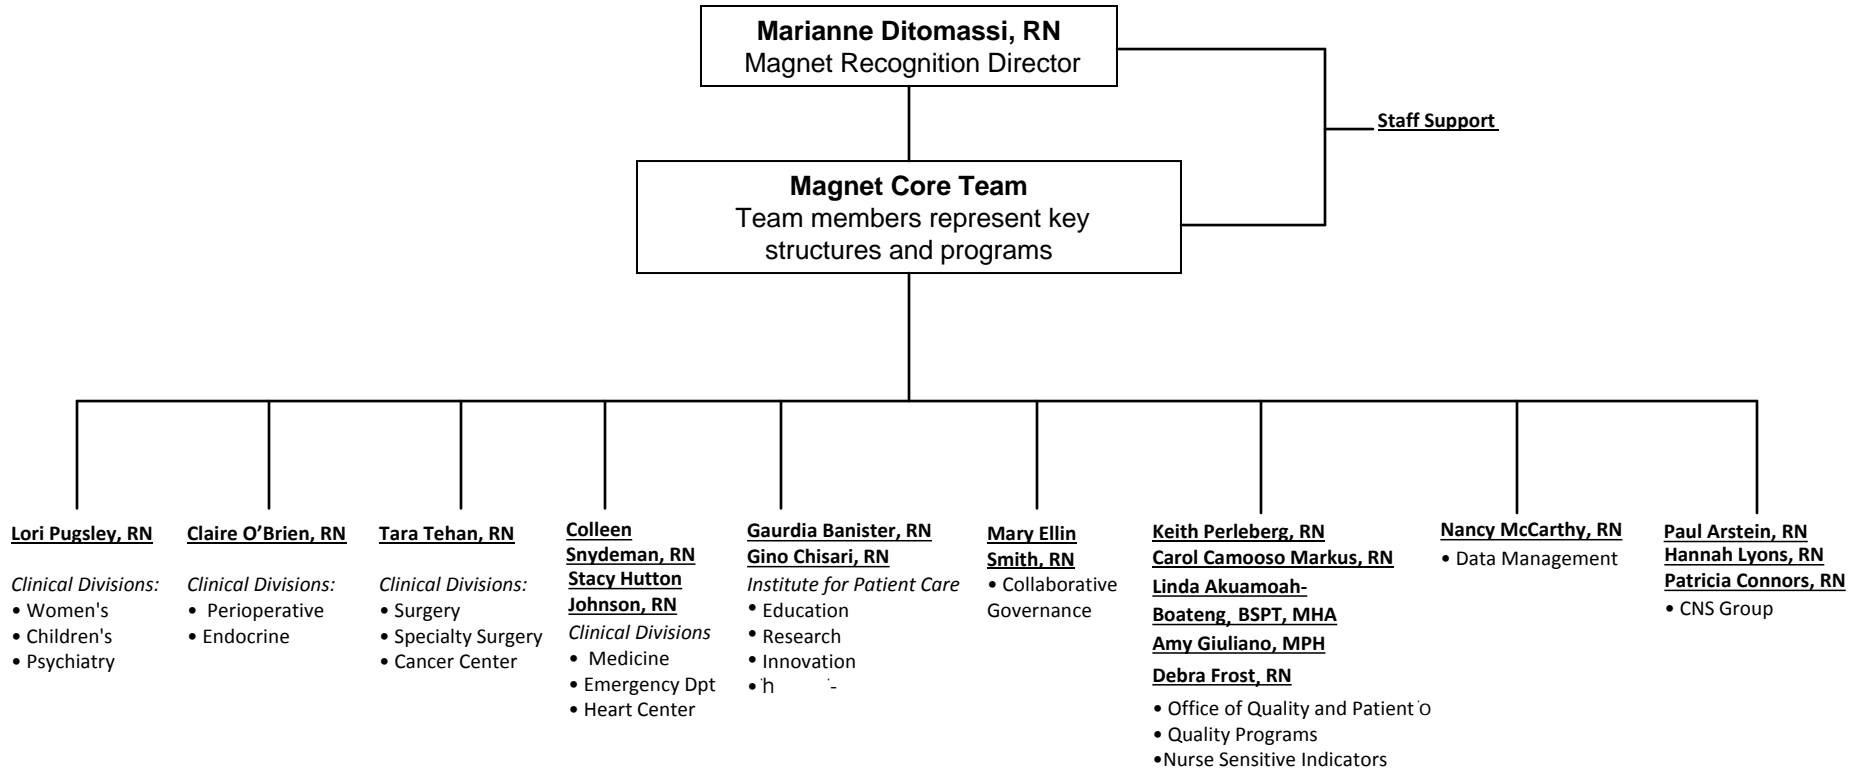 Marianne Ditomassi, RN
Magnet Recognition Director
Staff Support
Magnet Core Team
Team members represent key
structures and programs
Lori Pugsley, RN
Clinical Divisions:
• Women's
• Children's
• Psychiatry
Claire O’Brien, RN
Clinical Divisions:
• Perioperative
• Endocrine
Tara Tehan, RN
Clinical Divisions:
• Surgery
• Specialty Surgery
• Cancer Center
Colleen
Snydeman, RN
Stacy Hutton
Johnson, RN
Clinical Divisions
• Medicine
• Emergency Dpt
• Heart Center
Gaurdia Banister, RN
Gino Chisari, RN
Institute for Patient Care
• Education
• Research
• Innovation
Mary Ellin
Smith, RN
• Collaborative
Governance
Keith Perleberg, RN
Carol Camooso Markus, RN
Linda Akuamoah-
Boateng, BSPT, MHA
Amy Giuliano, MPH
Debra Frost, RN
• Office of Quality and Patient
• Quality Programs
•Nurse Sensitive Indicators
Nancy McCarthy, RN
• Data Management
Paul Arstein, RN
Hannah Lyons, RN
Patricia Connors, RN
• CNS Group